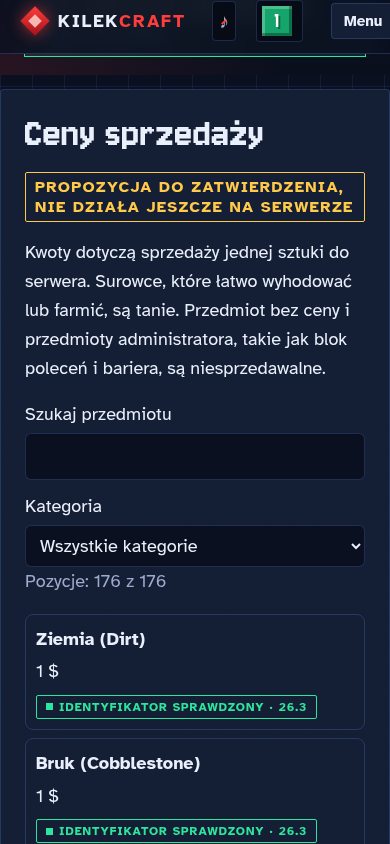 KILEKCRAFT
♪
1
Menu
Ceny sprzedaży
PROPOZYCJA DO ZATWIERDZENIA,
NIE DZIAŁA JESZCZE NA SERWERZE
Kwoty dotyczą sprzedaży jednej sztuki do
serwera. Surowce, które łatwo wyhodować
lub farmić, są tanie. Przedmiot bez ceny i
przedmioty administratora, takie jak blok
poleceń i bariera, są niesprzedawalne.
Szukaj przedmiotu
Kategoria
Wszystkie kategorie
Pozycje: 176 z 176
Ziemia (Dirt)
1 $
IDENTYFIKATOR SPRAWDZONY · 26.3
Bruk (Cobblestone)
1 $
IDENTYFIKATOR SPRAWDZONY · 26.3